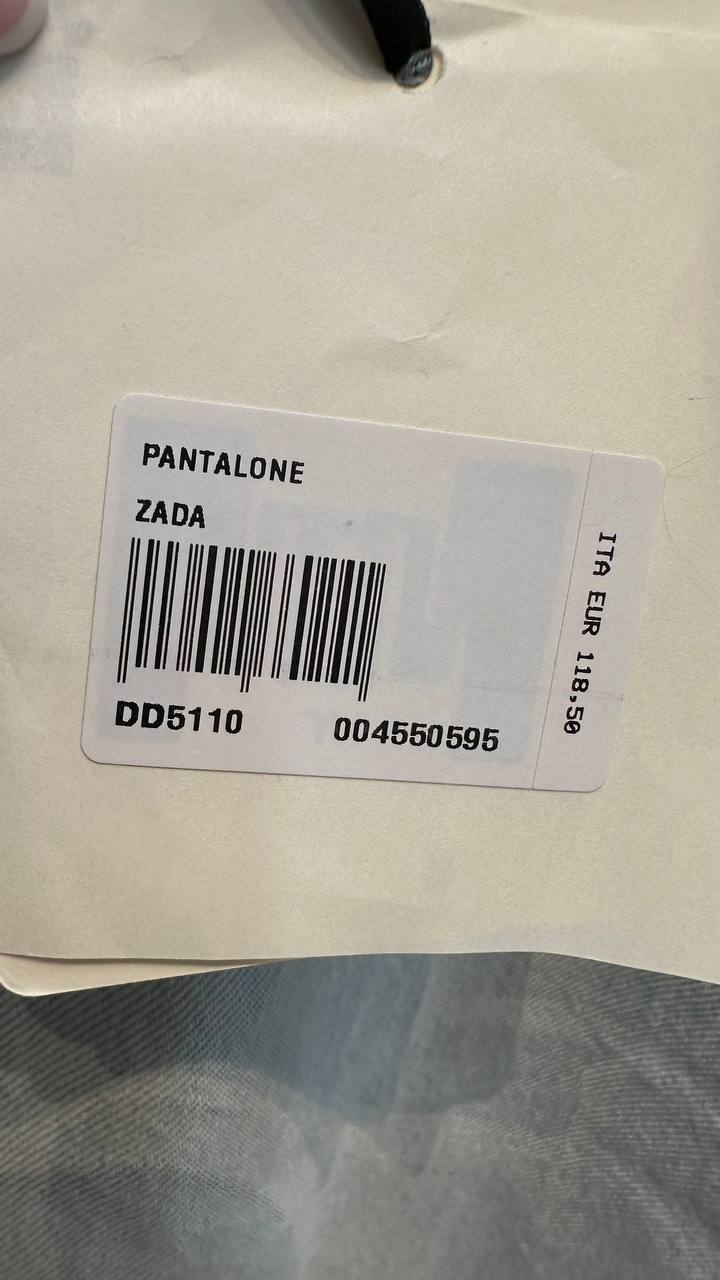 PANTALONE
ZADA
DD5110 004550595
ITA EUR 118,50